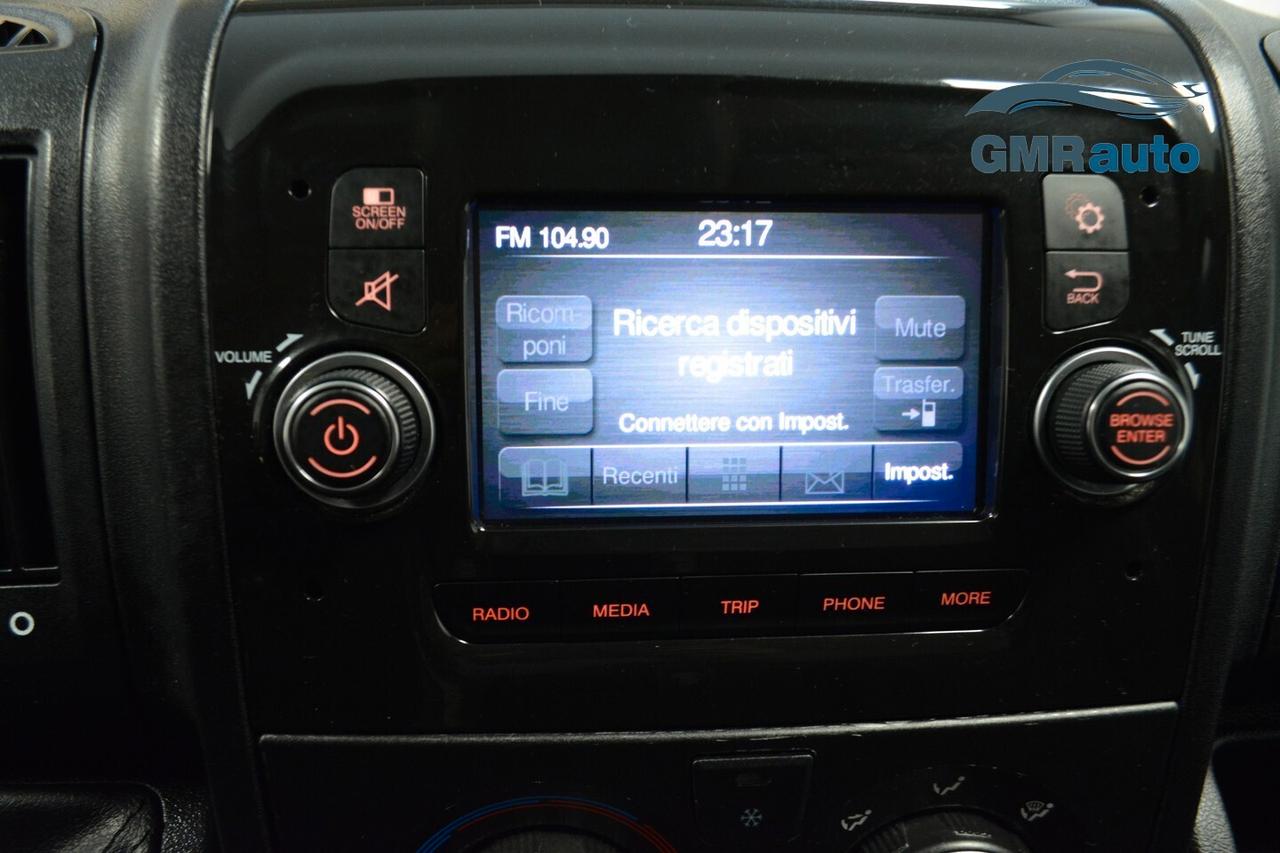 GMRauto
SCREEN
ON/OFF
FM 104.90
23:17
BACK
VOLUME
TUNE
SCROLL
Ricom-
poni
Ricerca dispositivi
registrati
Mute
Fine
Trasfer.
Connettere con Impost.
BROWSE
ENTER
Recenti
Impost.
RADIO
MEDIA
TRIP
PHONE
MORE